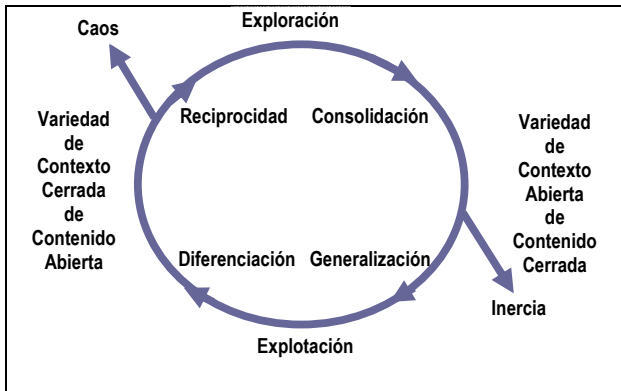 Exploración
Caos
Reciprocidad
Consolidación
Variedad
de
Contexto
Cerrada
de
Contenido
Abierta
Variedad
de
Contexto
Abierta
de
Contenido
Cerrada
Diferenciación
Generalización
Inercia
Explotación